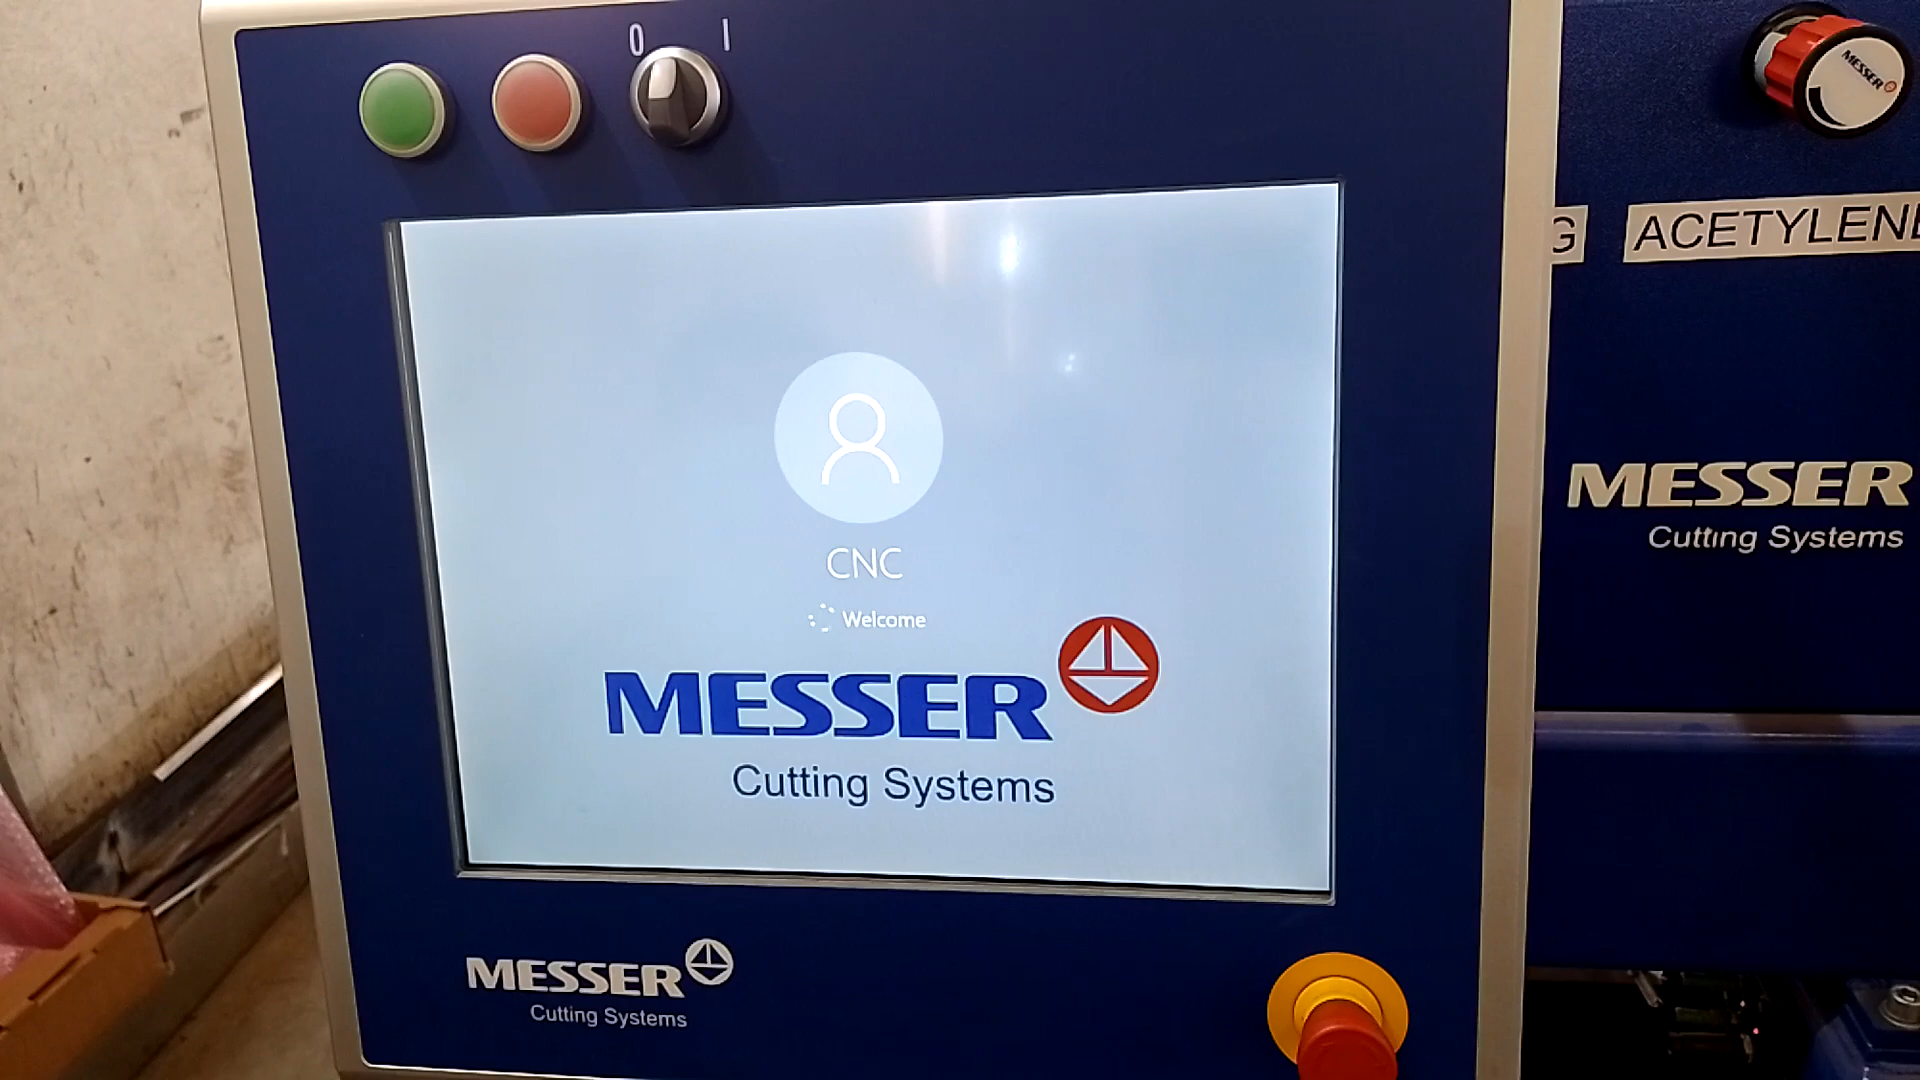 0 I
MESSER
G
ACETYLENE
CNC
Welcome
MESSER
Cutting Systems
MESSER
Cutting Systems
MESSER
Cutting Systems